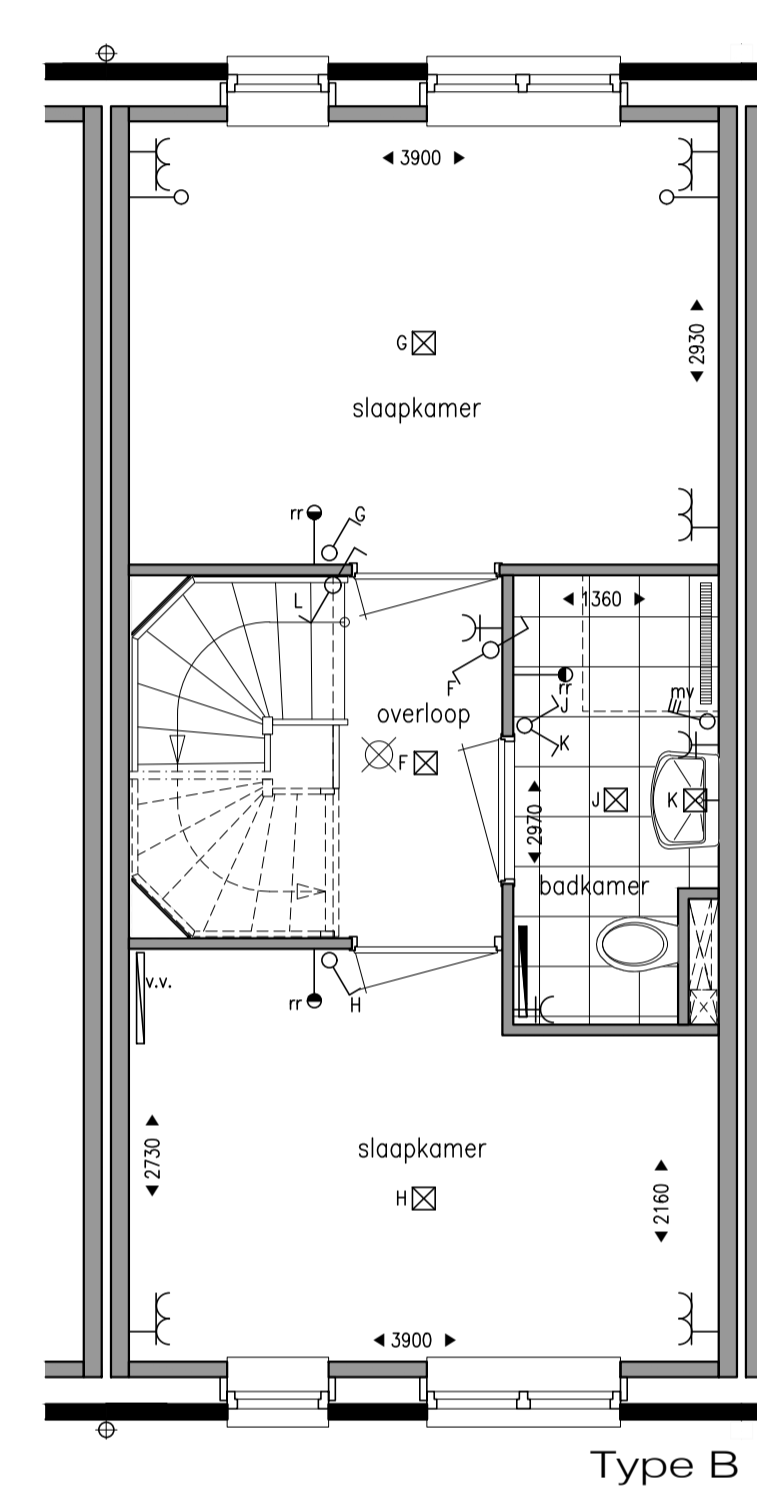 3900
2930
G
slaapkamer
rr
G
L
1360
F
rr
mv
overloop
J
K
F
J
K
2970
badkamer
v.v.
rr
H
2730
slaapkamer
2160
H
3900
Type B